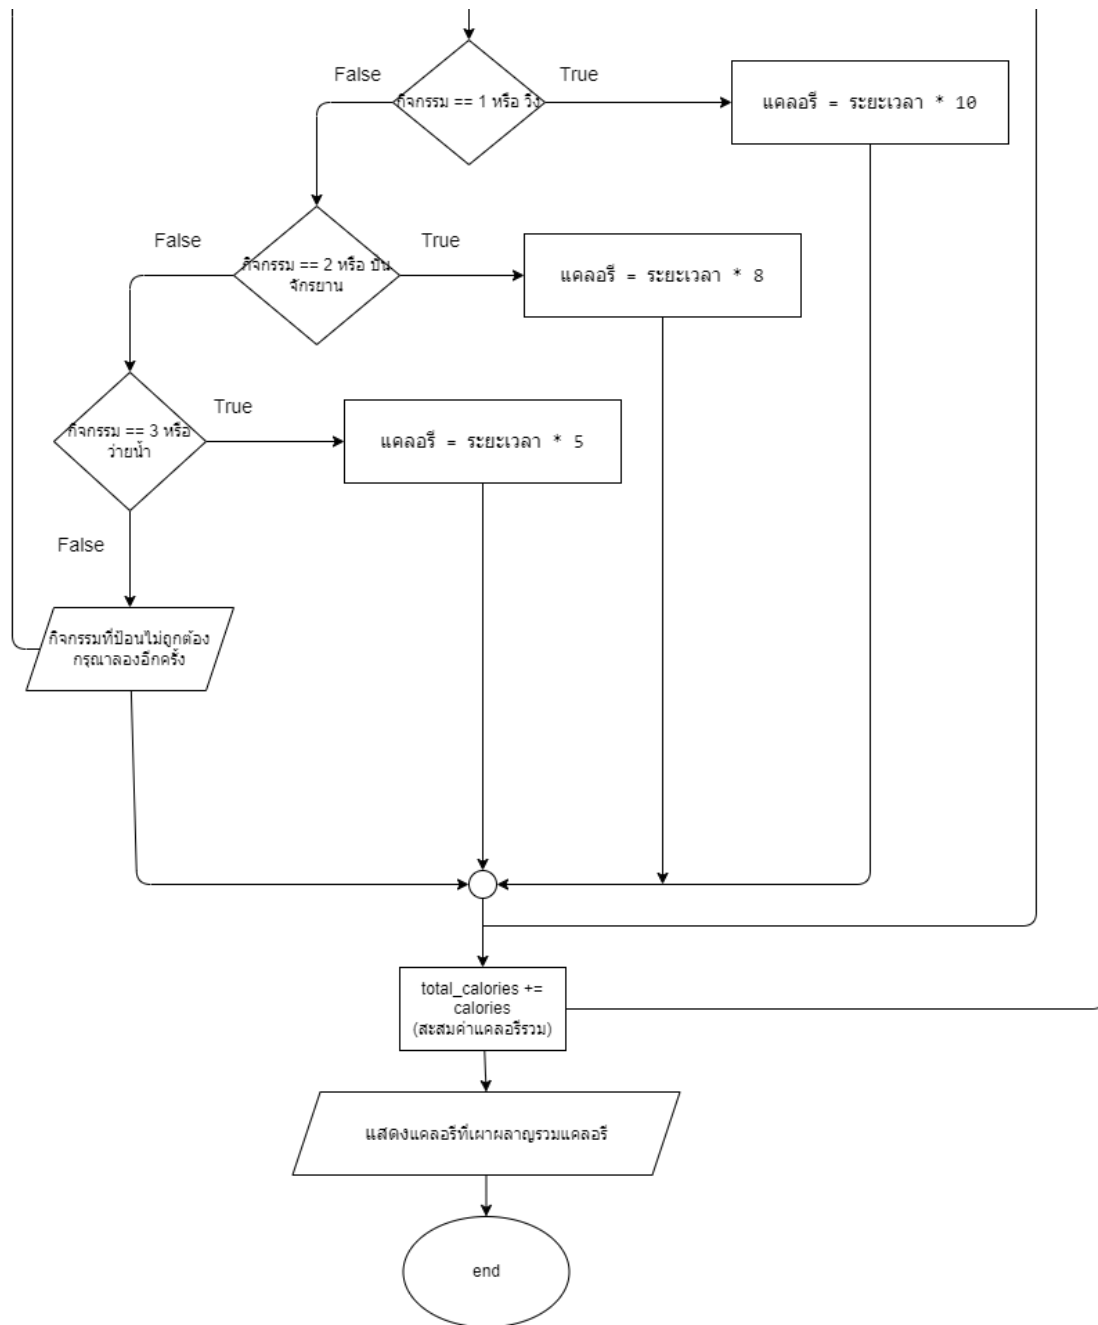 False
True
กิจกรรม == 1 หรือ วิ่ง
แคลอรี = ระยะเวลา * 10
False
True
กิจกรรม == 2 หรือ ปั่น
จักรยาน
แคลอรี = ระยะเวลา * 8
True
กิจกรรม == 3 หรือ
ว่ายน้ำ
แคลอรี = ระยะเวลา * 5
False
กิจกรรมที่ป้อนไม่ถูกต้อง
กรุณาลองอีกครั้ง
total_calories +=
calories
(สะสมค่าแคลอรีรวม)
แสดงแคลอรีที่เผาผลาญรวมแคลอรี
end